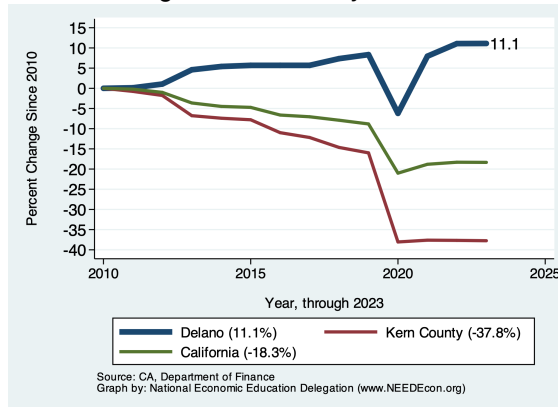 15
10
5
0
-5
-10
-15
-20
-25
-30
-35
-40
Percent Change Since 2010
11.1
2010
2015
2020
2025
Year, through 2023
Delano (11.1%)
Kern County (-37.8%)
California (-18.3%)
Source: CA, Department of Finance
Graph by: National Economic Education Delegation (www.NEEDEcon.org)